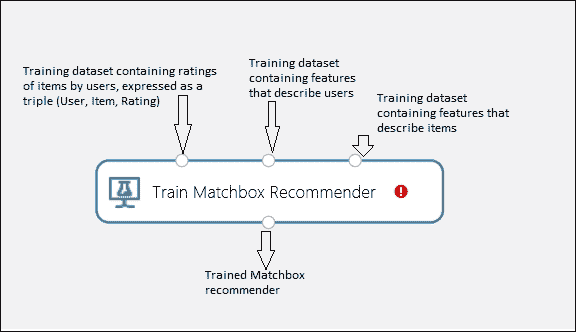 Training dataset containing ratings
of items by users, expressed as a
triple (User, Item, Rating)
Training dataset
containing features
that describe users
Training dataset
containing features that
describe items
Train Matchbox Recommender
Trained Matchbox
recommender